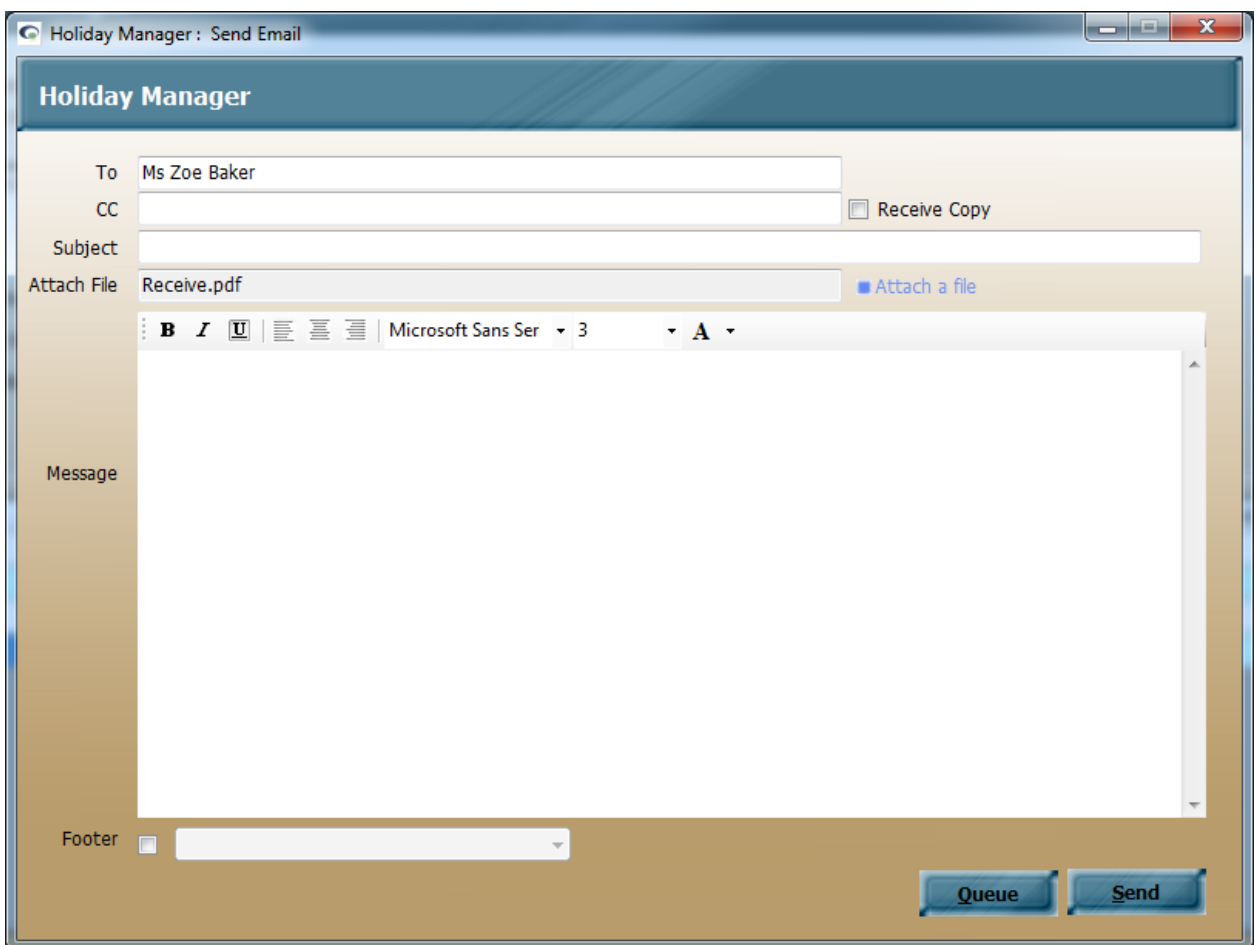 Holiday Manager : Send Email
Holiday Manager
To Ms Zoe Baker
CC Receive Copy
Subject
Attach File Receive.pdf Attach a file
B I U Microsoft Sans Ser 3 A
Message
Footer
Queue Send